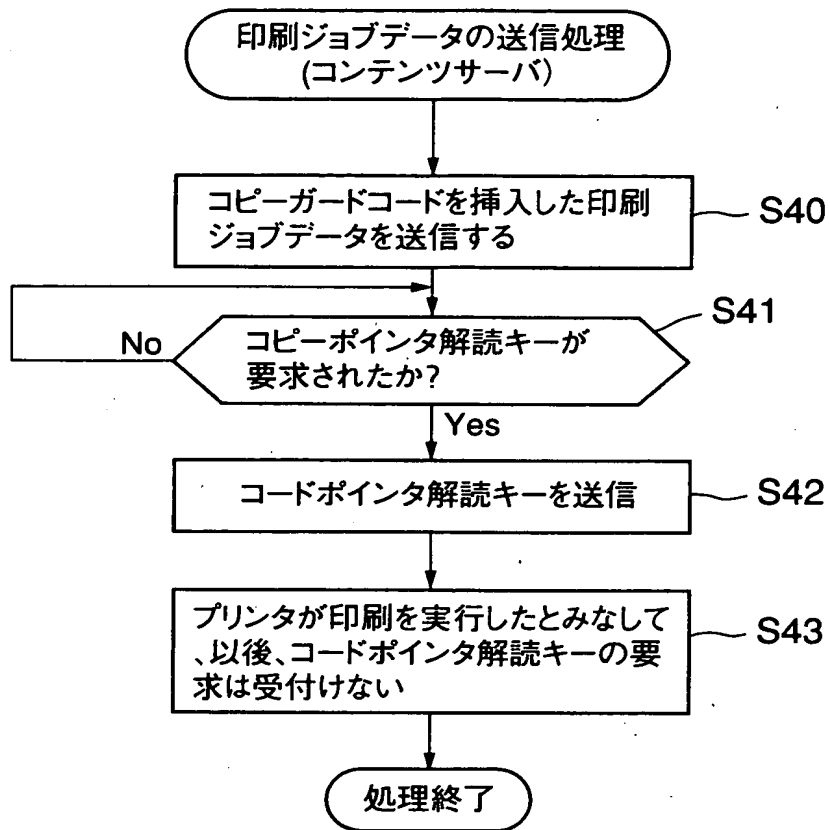 印刷ジョブデータの送信処理
(コンテンツサーバ)
コピーガードコードを挿入した印刷
ジョブデータを送信する
S40
S41
No
コピーポインタ解読キーが
要求されたか?
Yes
コードポインタ解読キーを送信
S42
プリンタが印刷を実行したとみなして
、以後、コードポインタ解読キーの要
求は受付けない
S43
処理終了